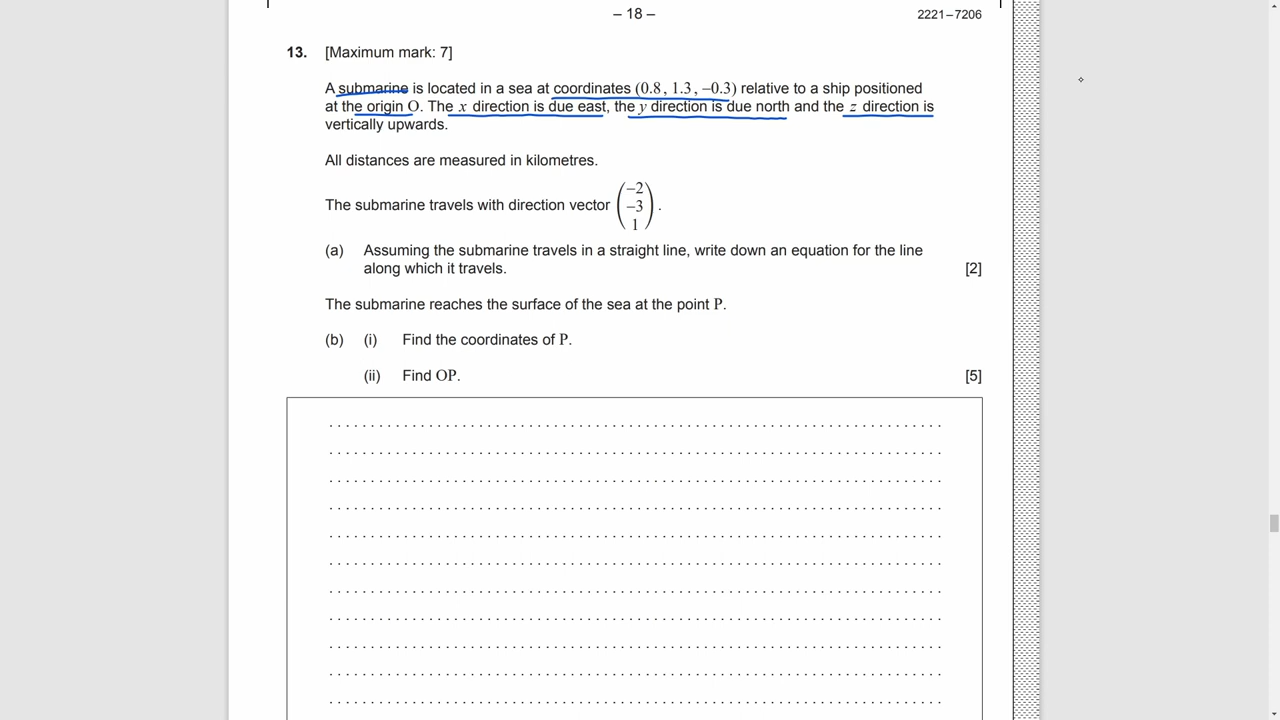 – 18 –
2221–7206
13. [Maximum mark: 7]
A submarine is located in a sea at coordinates (0.8, 1.3, –0.3) relative to a ship positioned
at the origin O. The x direction is due east, the y direction is due north and the z direction is
vertically upwards.
All distances are measured in kilometres.
The submarine travels with direction vector (–2 –3 1).
(a) Assuming the submarine travels in a straight line, write down an equation for the line
along which it travels. [2]
The submarine reaches the surface of the sea at the point P.
(b) (i) Find the coordinates of P.
(ii) Find OP. [5]